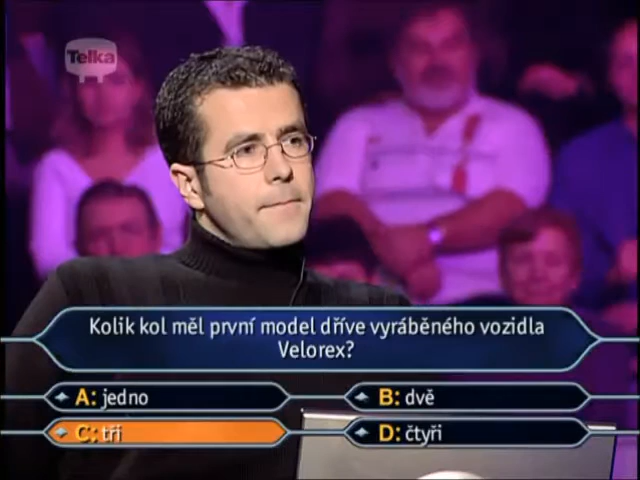 Telka
Kolik kol měl první model dříve vyráběného vozidla
Velorex?
A: jedno
B: dvě
C: tři
D: čtyři